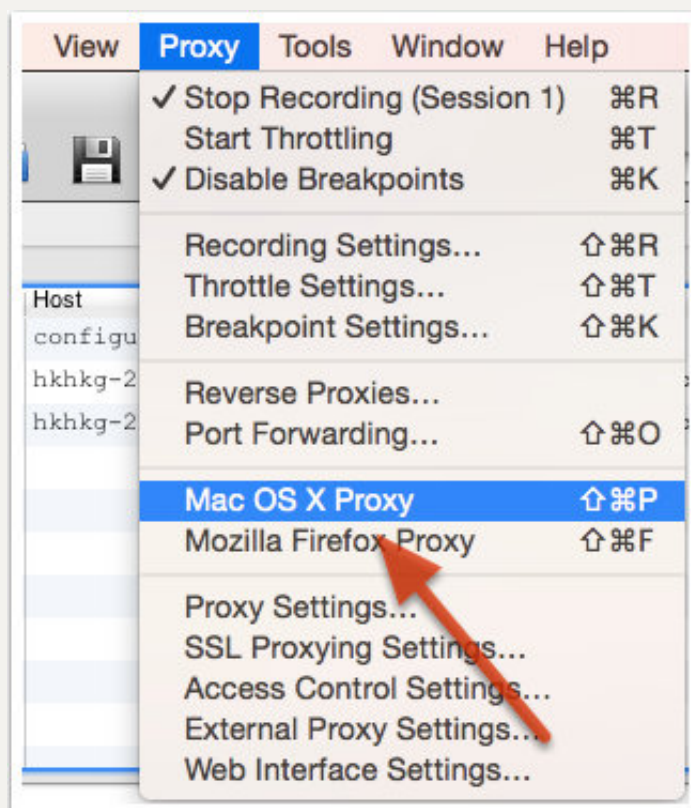 View Proxy Tools Window Help
✓ Stop Recording (Session 1) ⌘R
Start Throttling ⌘T
✓ Disable Breakpoints ⌘K
Recording Settings... ⇧⌘R
Host
Throttle Settings... ⇧⌘T
configu
Breakpoint Settings... ⇧⌘K
hkhkg-2
Reverse Proxies...
hkhkg-2
Port Forwarding... ⇧⌘O
Mac OS X Proxy ⇧⌘P
Mozilla Firefox Proxy ⇧⌘F
Proxy Settings...
SSL Proxying Settings...
Access Control Settings...
External Proxy Settings...
Web Interface Settings...